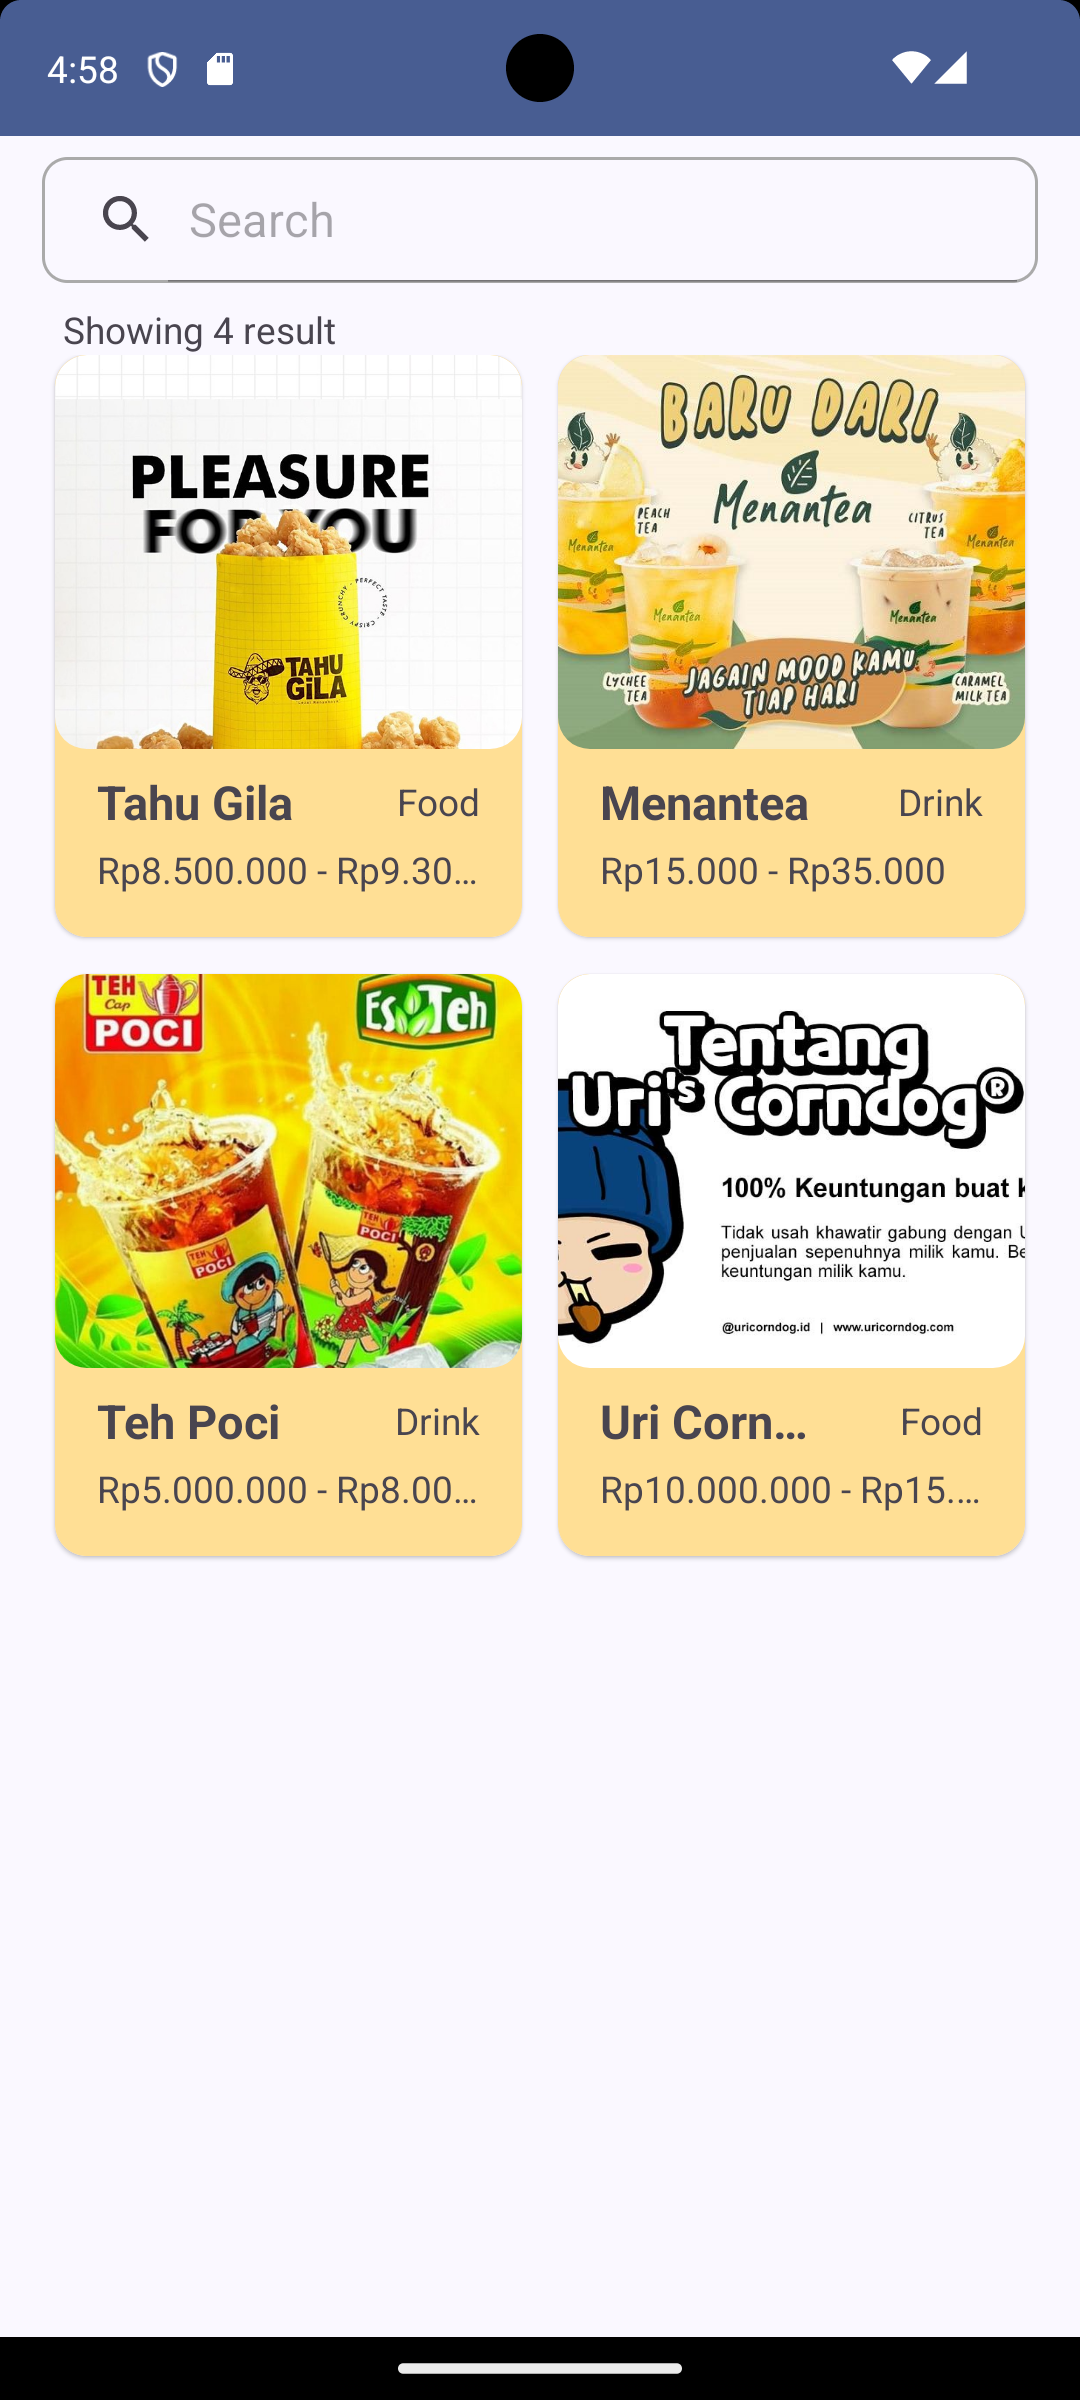 4:58
Search
Showing 4 result
PLEASURE
FOR YOU
PERFECT TASTE - CRISPY CRUNCHY -
TAHU
GiLA
BARU DARI
Menantea
PEACH
TEA
CITRUS
TEA
Menantea
Menantea
Menantea
Menantea
LYCHEE
TEA
JAGAIN MOOD KAMU
TIAP HARI
CARAMEL
MILK TEA
Tahu Gila
Food
Rp8.500.000 - Rp9.30...
Menantea
Drink
Rp15.000 - Rp35.000
TEH
Cap
POCI
Es Teh
TEH
POCI
TEH
POCI
Tentang
Uri's Corndog®
100% Keuntungan buat
Tidak usah khawatir gabung dengan
penjualan sepenuhnya milik kamu. Be
keuntungan milik kamu.
@uricorndog.id | www.uricorndog.com
Teh Poci
Drink
Rp5.000.000 - Rp8.00...
Uri Corn...
Food
Rp10.000.000 - Rp15....